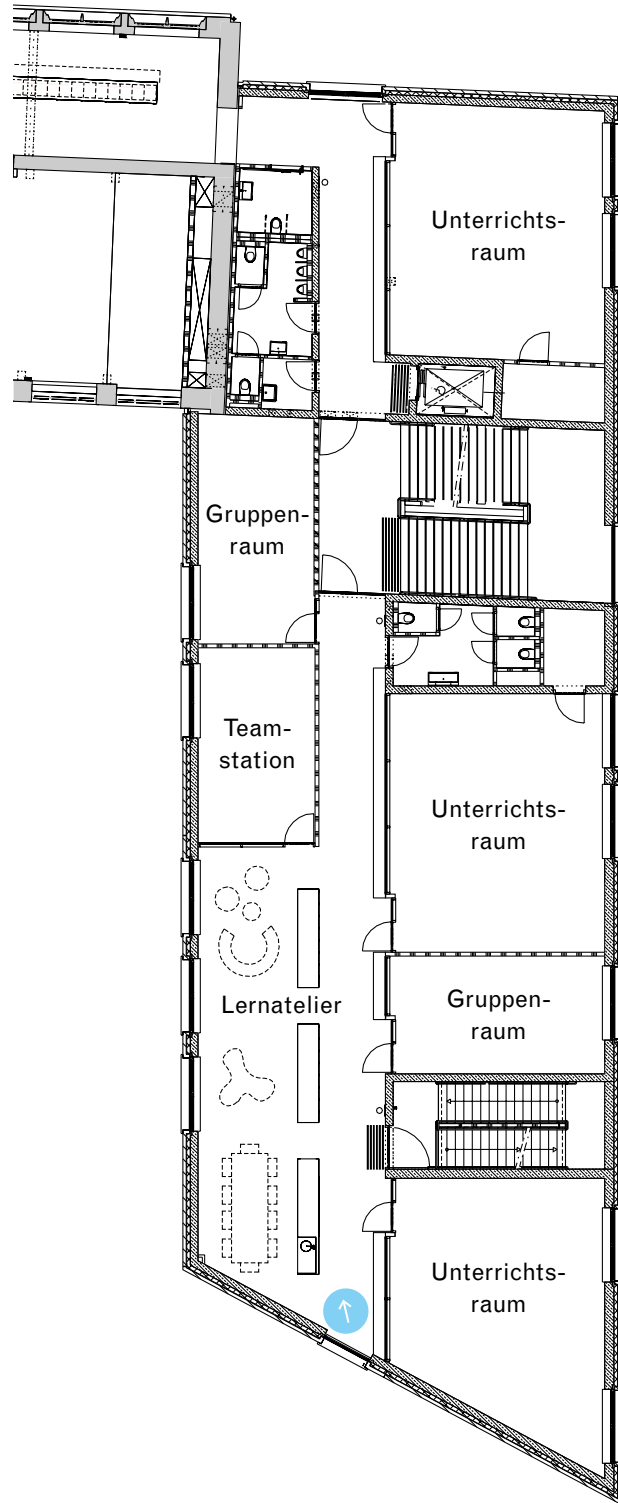 Unterrichts-
raum
Gruppen-
raum
Team-
station
Unterrichts-
raum
Lernatelier
Gruppen-
raum
Unterrichts-
raum